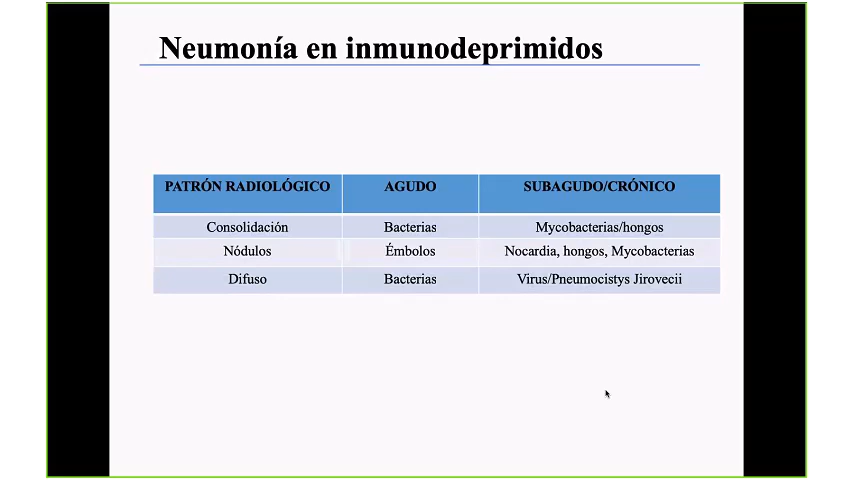 Neumonía en inmunodeprimidos
PATRÓN RADIOLÓGICO AGUDO SUBAGUDO/CRÓNICO
Consolidación Bacterias Mycobacterias/hongos
Nódulos Émbolos Nocardia, hongos, Mycobacterias
Difuso Bacterias Virus/Pneumocistys Jirovecii